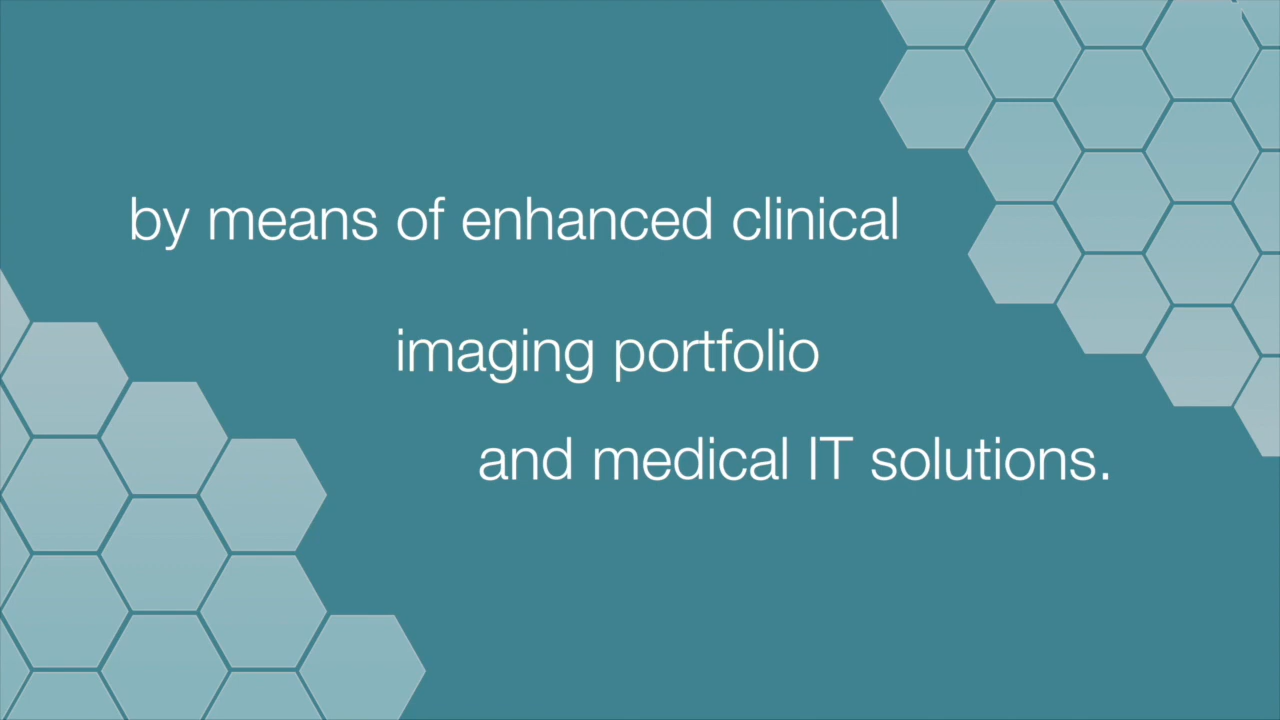 by means of enhanced clinical
imaging portfolio
and medical IT solutions.